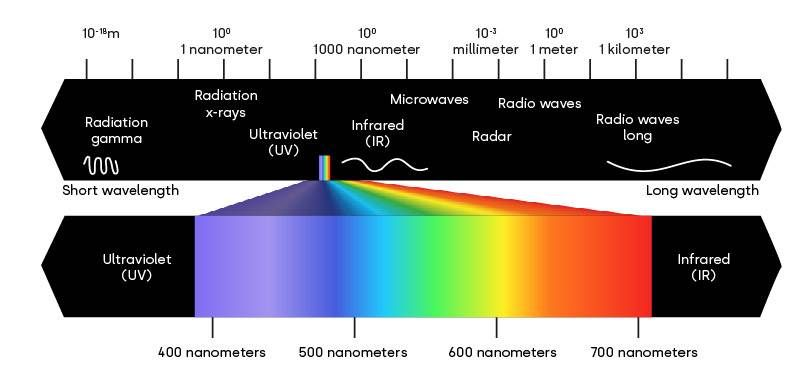 10⁻¹⁸m
10⁰
10⁰
10⁻³
10⁰
10³
1 nanometer
1000 nanometer
millimeter
1 meter
1 kilometer
Radiation
x-rays
Microwaves
Radio waves
Radiation
gamma
Ultraviolet
(UV)
Infrared
(IR)
Radar
Radio waves
long
Short wavelength
Long wavelength
Ultraviolet
(UV)
Infrared
(IR)
400 nanometers
500 nanometers
600 nanometers
700 nanometers